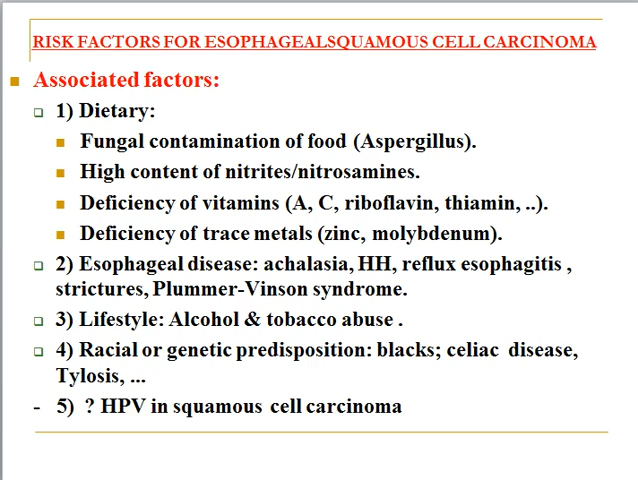 RISK FACTORS FOR ESOPHAGEALSQUAMOUS CELL CARCINOMA
Associated factors:
1) Dietary:
Fungal contamination of food (Aspergillus).
High content of nitrites/nitrosamines.
Deficiency of vitamins (A, C, riboflavin, thiamin, ..).
Deficiency of trace metals (zinc, molybdenum).
2) Esophageal disease: achalasia, HH, reflux esophagitis ,
strictures, Plummer-Vinson syndrome.
3) Lifestyle: Alcohol & tobacco abuse .
4) Racial or genetic predisposition: blacks; celiac disease,
Tylosis, ...
- 5) ? HPV in squamous cell carcinoma